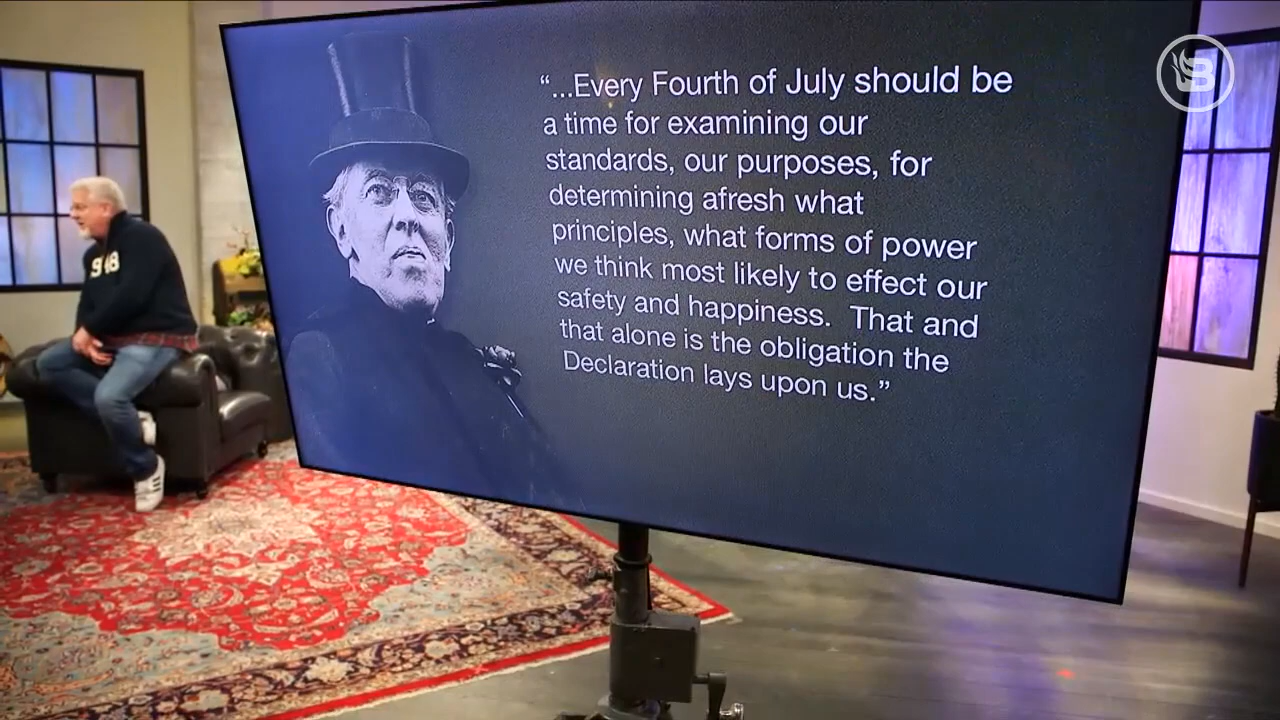 “...Every Fourth of July should be
a time for examining our
standards, our purposes, for
determining afresh what
principles, what forms of power
we think most likely to effect our
safety and happiness.  That and
that alone is the obligation the
Declaration lays upon us.”
B